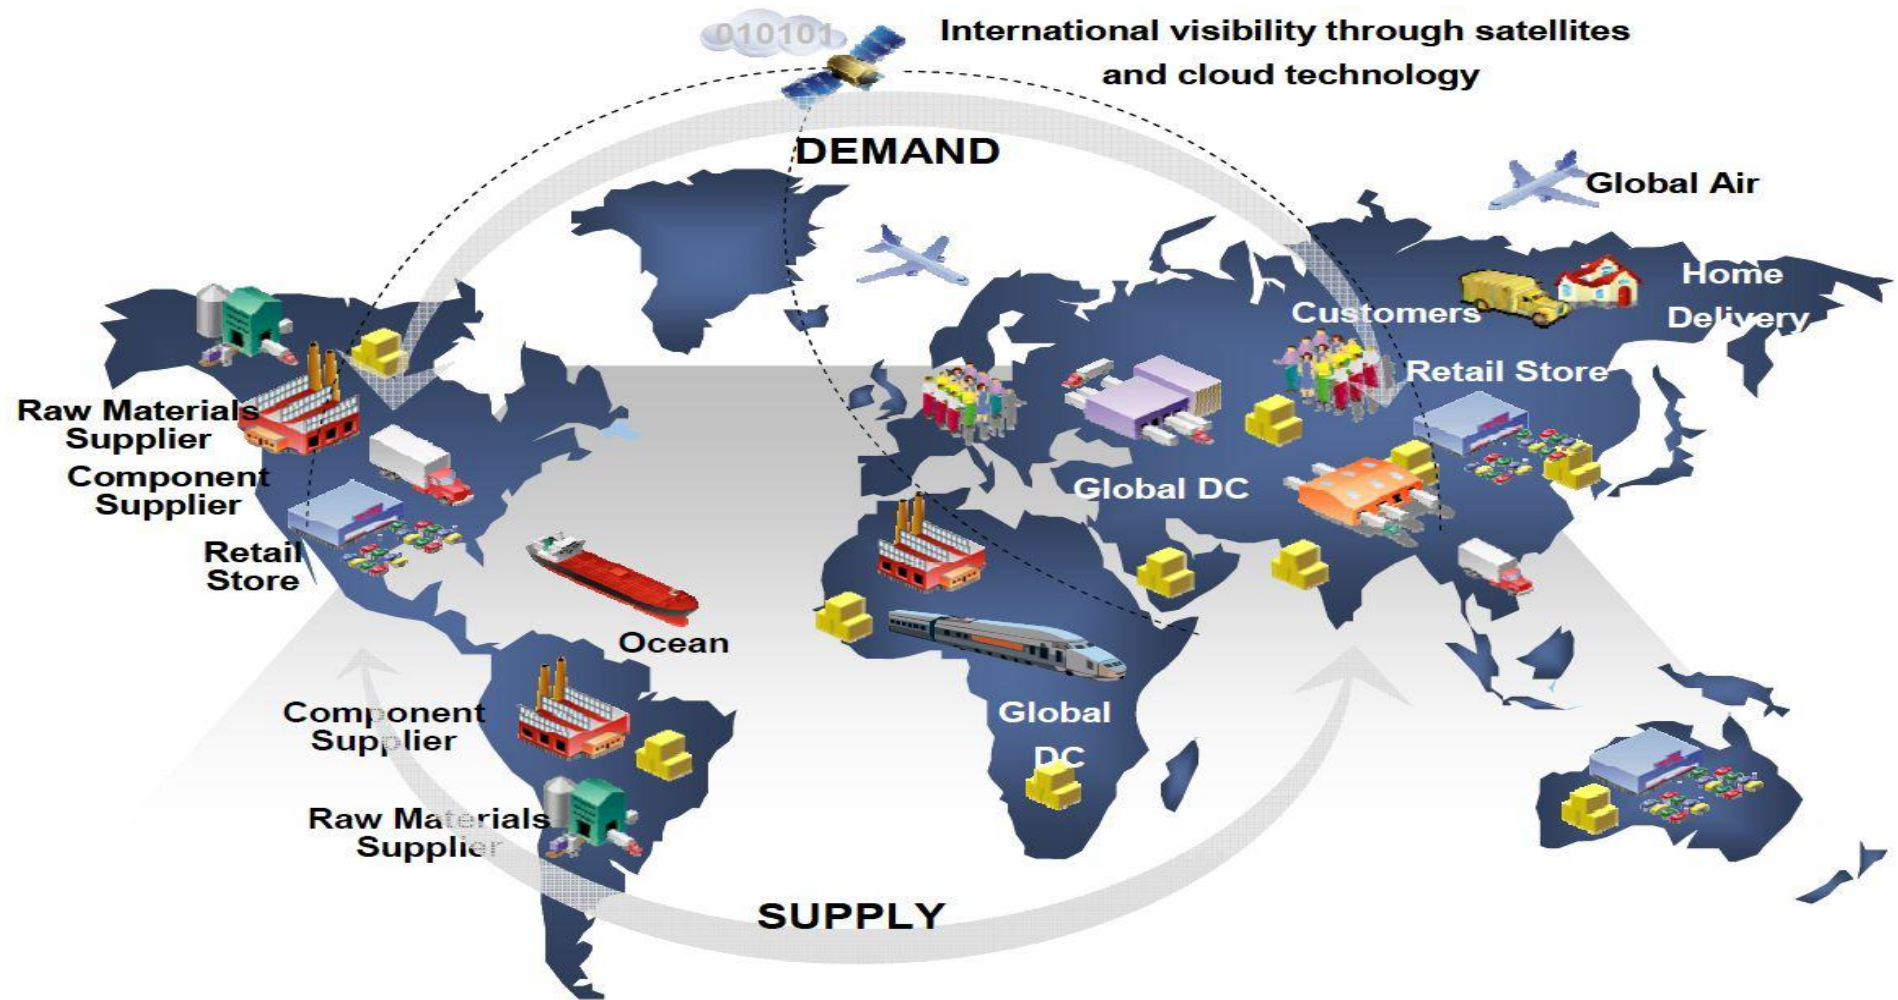 010101
International visibility through satellites
and cloud technology
DEMAND
Global Air
Home
Delivery
Customers
Retail Store
Raw Materials
Supplier
Component
Supplier
Global DC
Retail
Store
Ocean
Component
Supplier
Global
DC
Raw Materials
Supplier
SUPPLY